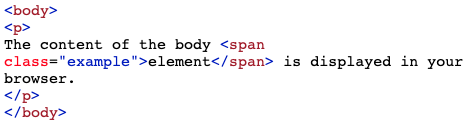 <body>
<p>
The content of the body <span
class="example">element</span> is displayed in your
browser.
</p>
</body>